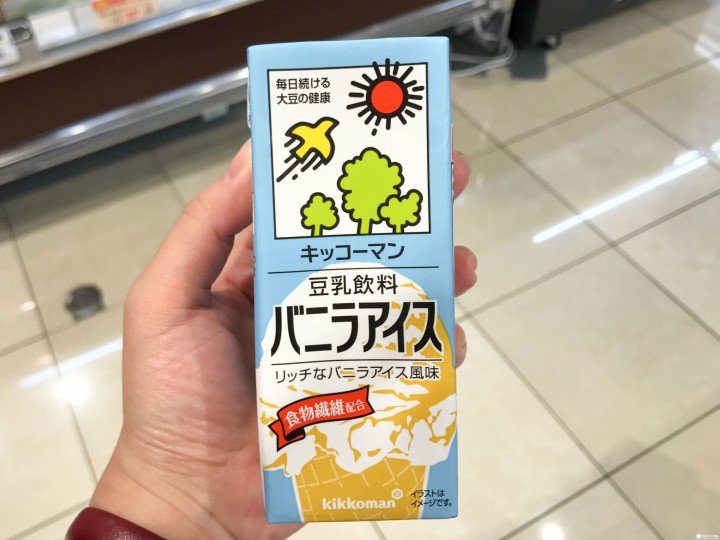 毎日続ける
大豆の健康
キッコーマン
豆乳飲料
バニラアイス
リッチなバニラアイス風味
食物繊維配合
kikkoman
イラストは
イメージです。